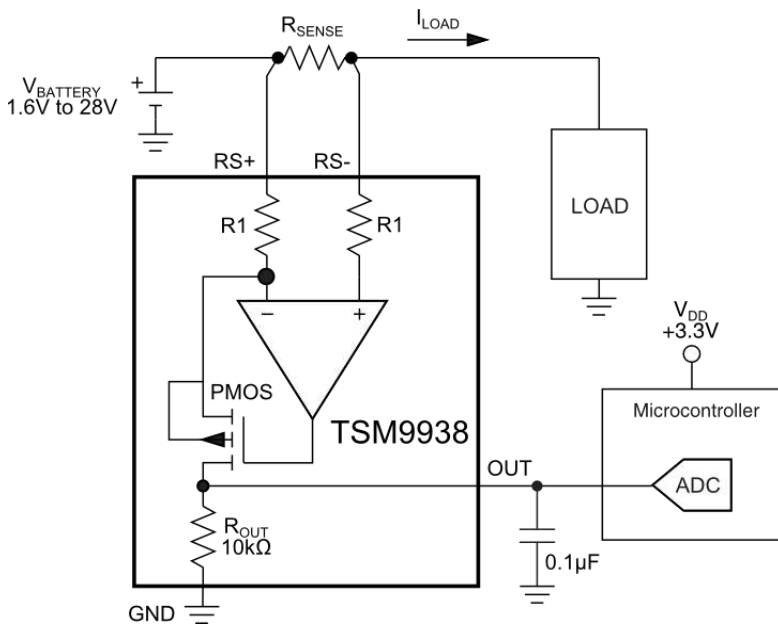 RSENSE
ILOAD
VBATTERY
1.6V to 28V
+
RS+
RS-
R1
R1
LOAD
−
+
VDD
+3.3V
PMOS
TSM9938
Microcontroller
OUT
ADC
ROUT
10kΩ
0.1µF
GND